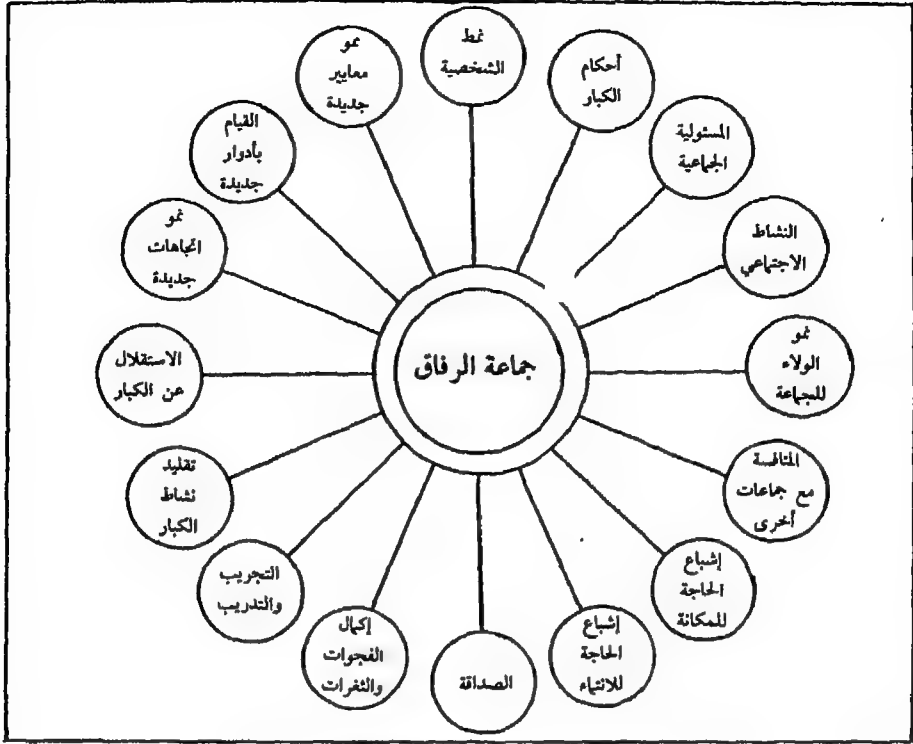 نمط
الشخصية
أحكام
الكبار
المسئولية
الجماعية
النشاط
الاجتماعي
نمو
الولاء
للجماعة
المنافسة
مع جماعات
أخرى
إشباع
الحاجة
للمكانة
إشباع
الحاجة
للانتماء
الصداقة
إكمال
الفجوات
والثغرات
التجريب
والتدريب
تقليد
نشاط
الكبار
الاستقلال
عن الكبار
نمو
اتجاهات
جديدة
القيام
بأدوار
جديدة
نمو
معايير
جديدة
جماعة الرفاق